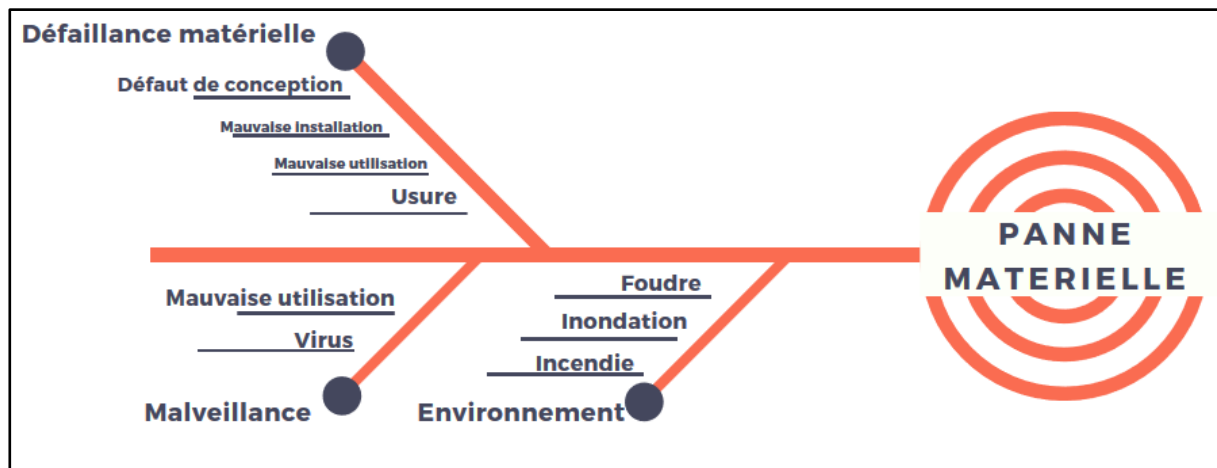 Défaillance matérielle
Défaut de conception
Mauvaise installation
Mauvaise utilisation
Usure
PANNE
MATERIELLE
Mauvaise utilisation
Virus
Malveillance
Foudre
Inondation
Incendie
Environnement